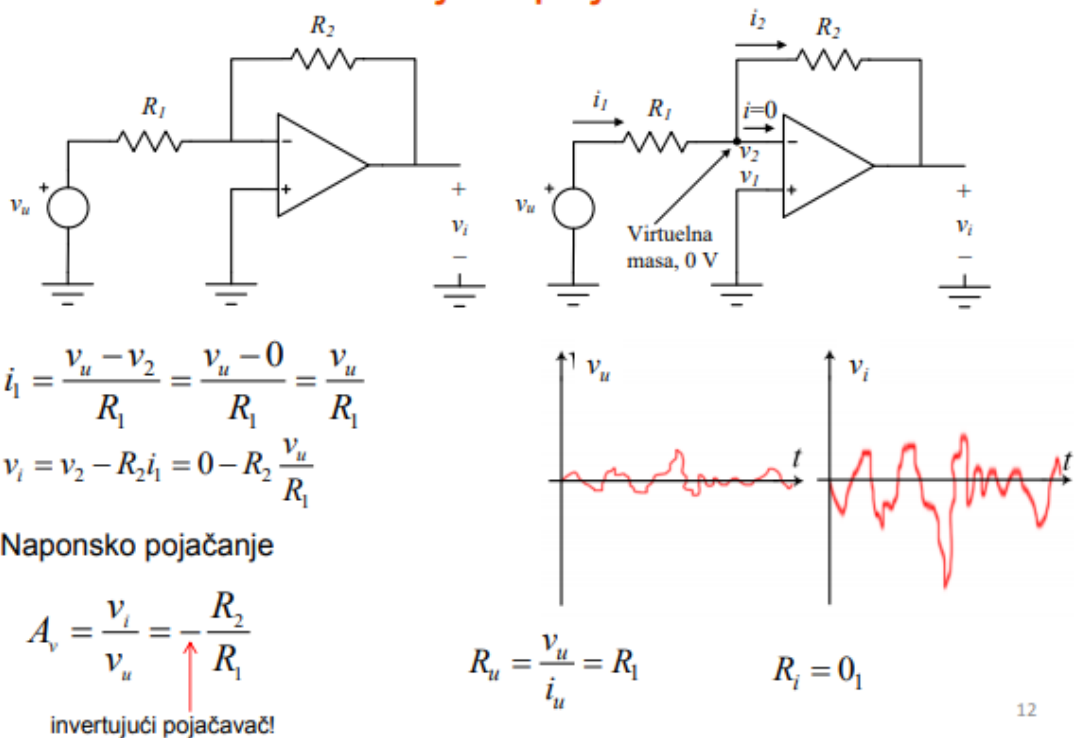 R₂
R₁
−
+
+
vᵤ
+
vᵢ
−
i₂
R₂
i₁
R₁
i=0
−
v₂
v₁
+
+
vᵤ
Virtuelna
masa, 0 V
+
vᵢ
−
i₁ = (vᵤ − v₂)/R₁ = (vᵤ − 0)/R₁ = vᵤ/R₁
vᵢ = v₂ − R₂i₁ = 0 − R₂ vᵤ/R₁
vᵤ
t
vᵢ
t
Naponsko pojačanje
Aᵥ = vᵢ/vᵤ = − R₂/R₁
invertujući pojačavač!
Rᵤ = vᵤ/iᵤ = R₁
Rᵢ = 0₁
12